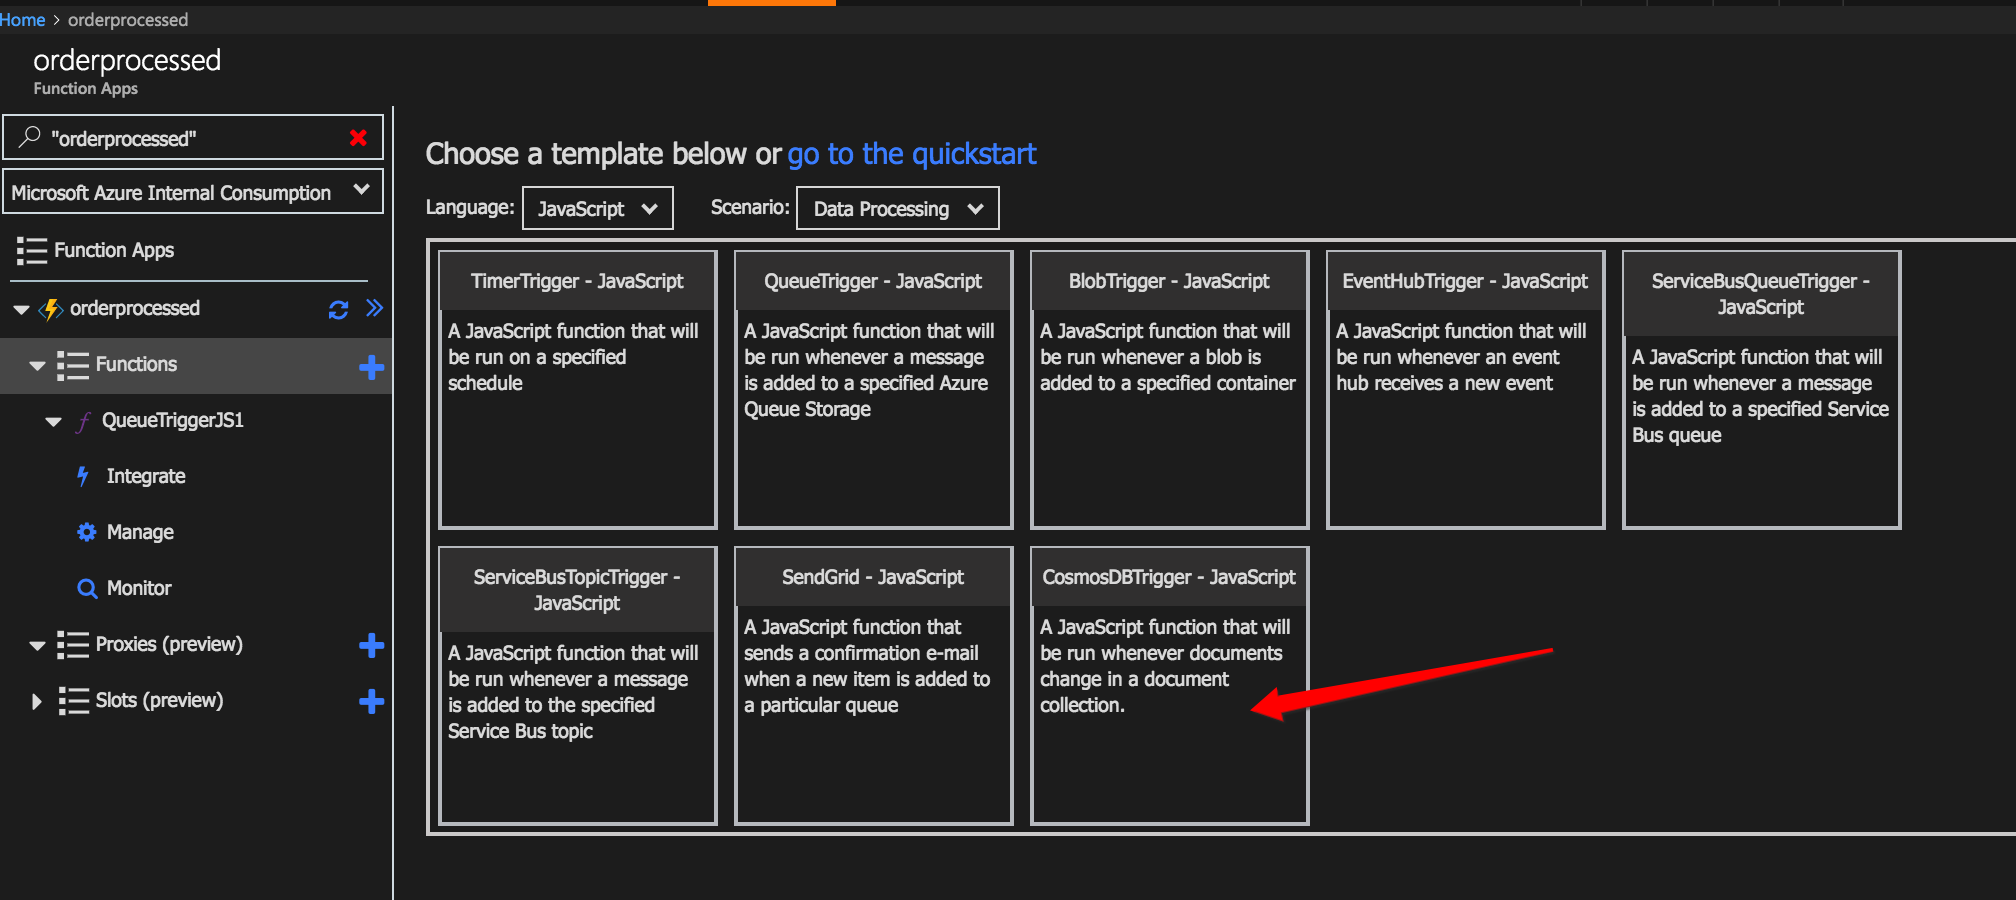 Home > orderprocessed
orderprocessed
Function Apps
"orderprocessed"
Microsoft Azure Internal Consumption
Function Apps
orderprocessed
Functions
QueueTriggerJS1
Integrate
Manage
Monitor
Proxies (preview)
Slots (preview)
Choose a template below or go to the quickstart
Language: JavaScript Scenario: Data Processing
TimerTrigger - JavaScript
A JavaScript function that will
be run on a specified
schedule
QueueTrigger - JavaScript
A JavaScript function that will
be run whenever a message
is added to a specified Azure
Queue Storage
BlobTrigger - JavaScript
A JavaScript function that will
be run whenever a blob is
added to a specified container
EventHubTrigger - JavaScript
A JavaScript function that will
be run whenever an event
hub receives a new event
ServiceBusQueueTrigger -
JavaScript
A JavaScript function that will
be run whenever a message
is added to a specified Service
Bus queue
ServiceBusTopicTrigger -
JavaScript
A JavaScript function that will
be run whenever a message
is added to the specified
Service Bus topic
SendGrid - JavaScript
A JavaScript function that
sends a confirmation e-mail
when a new item is added to
a particular queue
CosmosDBTrigger - JavaScript
A JavaScript function that will
be run whenever documents
change in a document
collection.